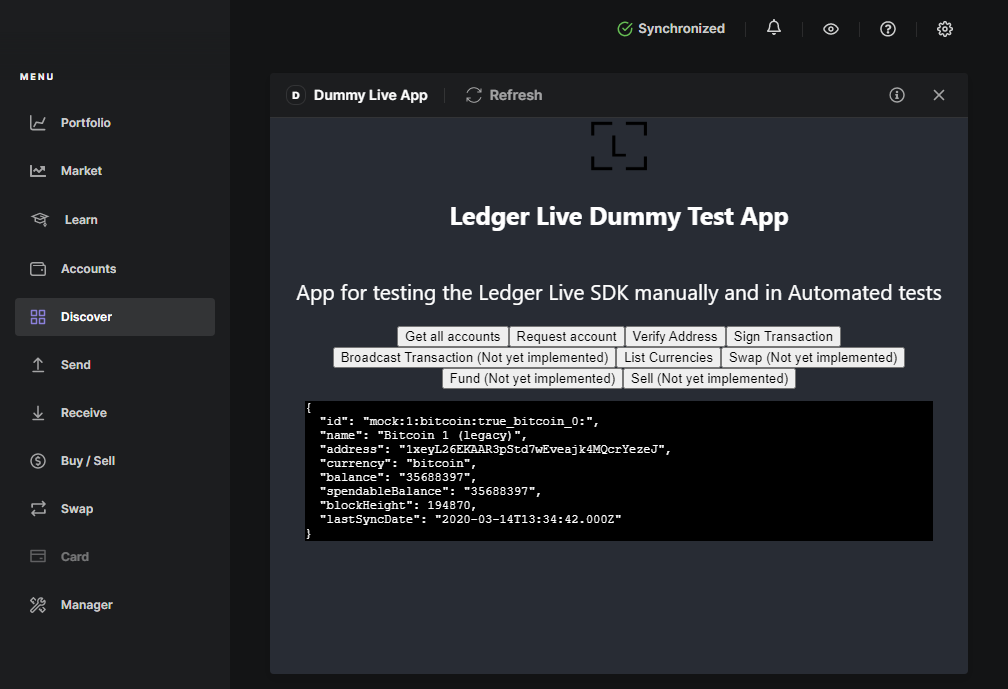 Synchronized
MENU
Portfolio
Market
Learn
Accounts
Discover
Send
Receive
Buy / Sell
Swap
Card
Manager
D Dummy Live App Refresh
L
Ledger Live Dummy Test App
App for testing the Ledger Live SDK manually and in Automated tests
Get all accounts Request account Verify Address Sign Transaction
Broadcast Transaction (Not yet implemented) List Currencies Swap (Not yet implemented)
Fund (Not yet implemented) Sell (Not yet implemented)
{
"id": "mock:1:bitcoin:true_bitcoin_0:",
"name": "Bitcoin 1 (legacy)",
"address": "1xeyL26EKAAR3pStd7wEveajk4MQcrYezeJ",
"currency": "bitcoin",
"balance": "35688397",
"spendableBalance": "35688397",
"blockHeight": 194870,
"lastSyncDate": "2020-03-14T13:34:42.000Z"
}